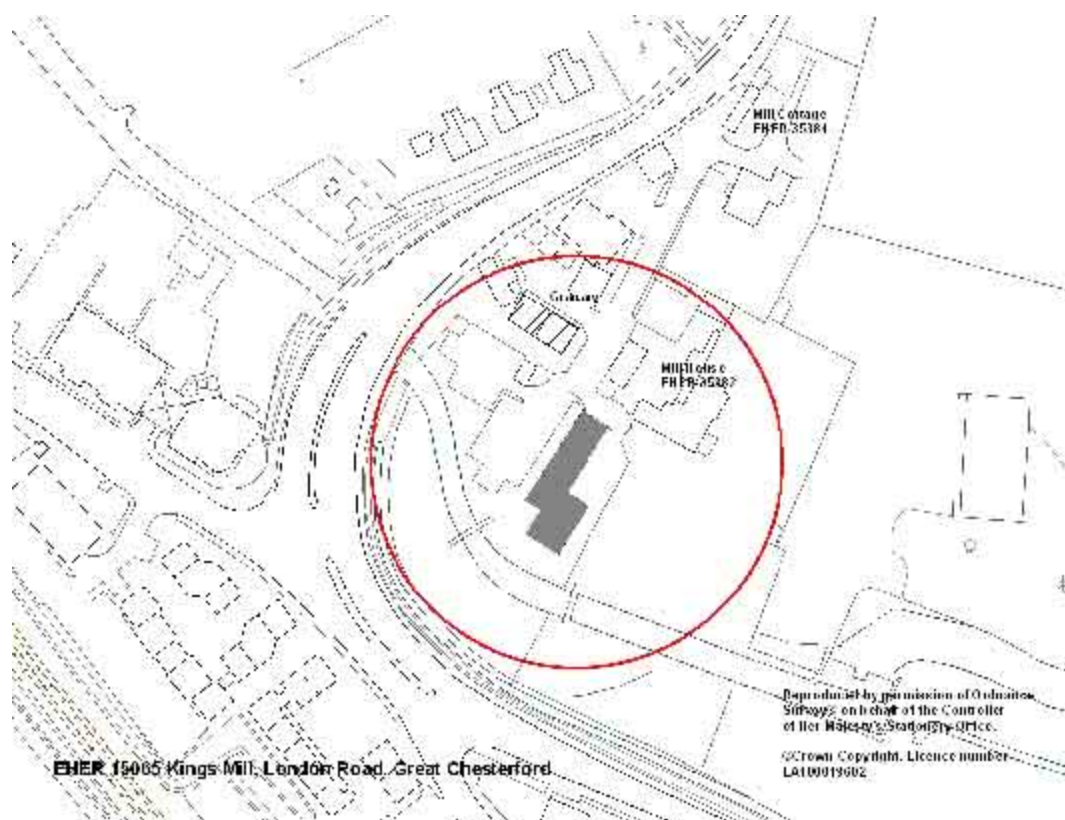 Mill Cottage
EHER 35384
Granary
Mill House
EHER 35382
Reproduced by permission of Ordnance
Survey® on behalf of the Controller
of Her Majesty's Stationery Office.
©Crown Copyright. Licence number
LA100019602
EHER 15065 Kings Mill, London Road, Great Chesterford